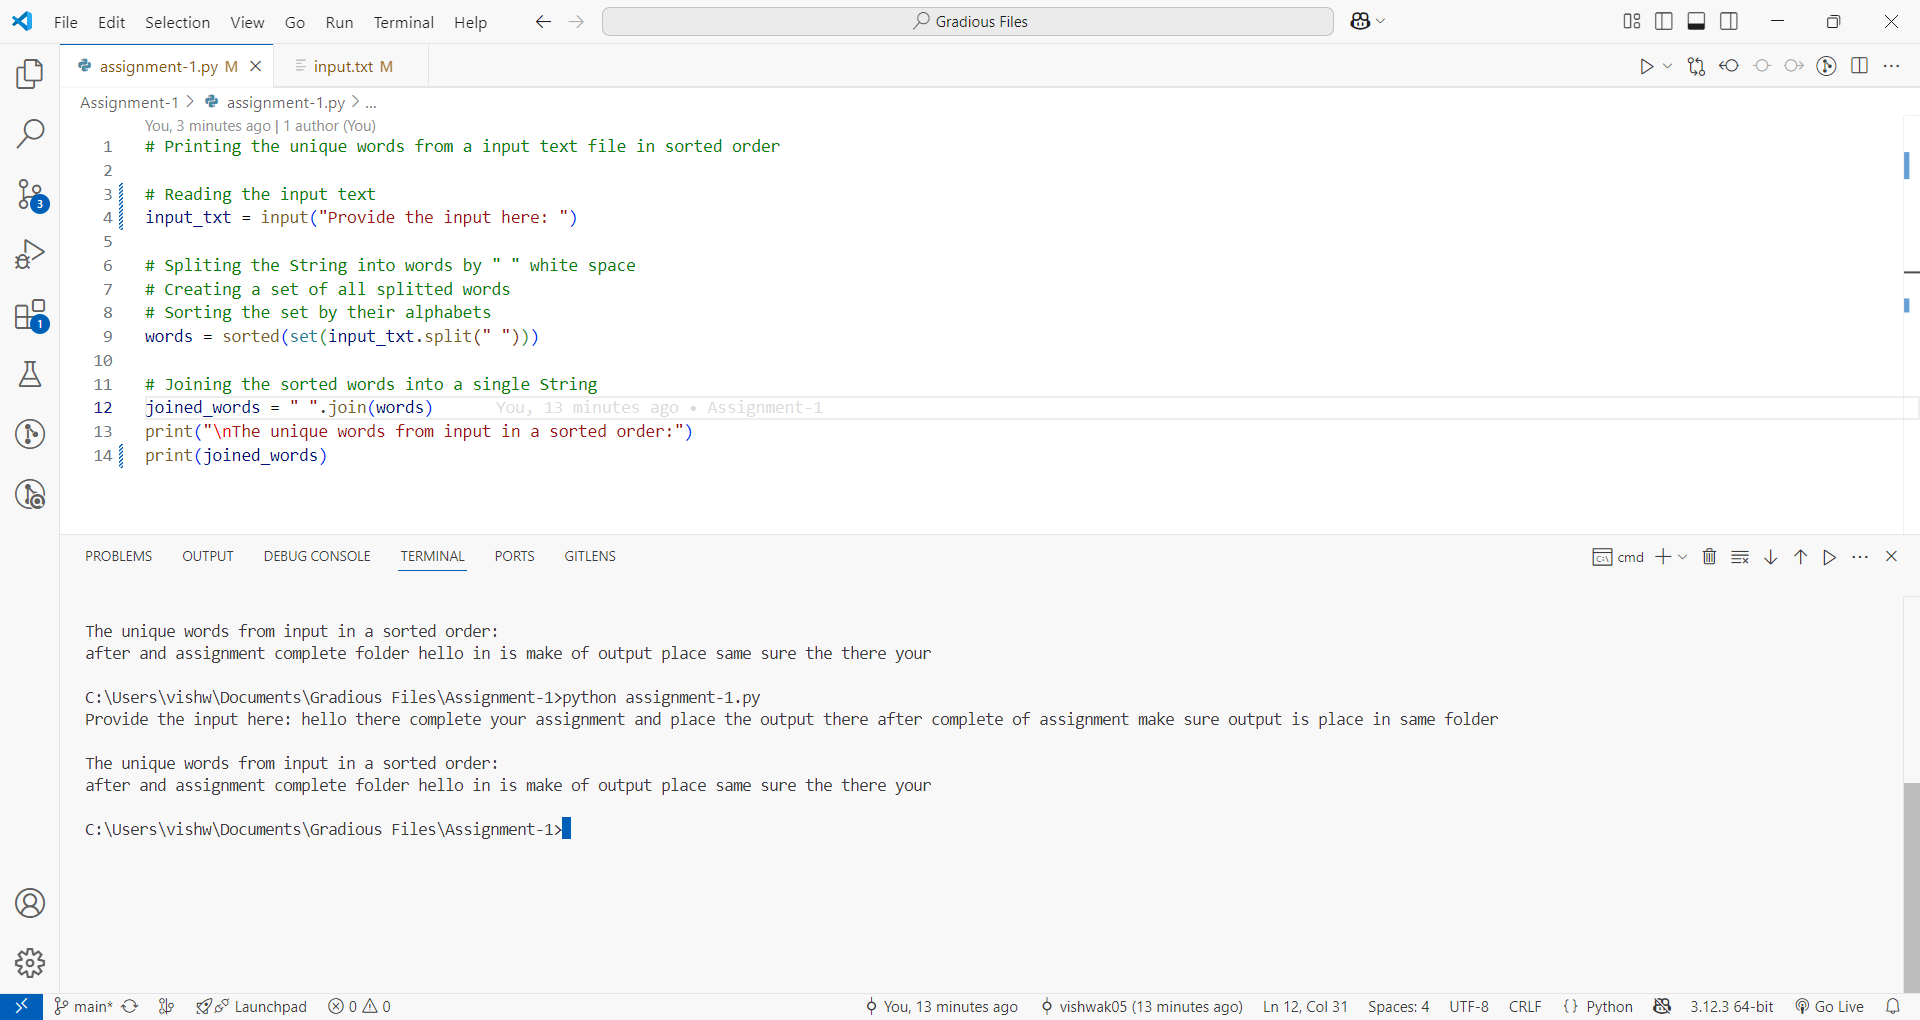 File Edit Selection View Go Run Terminal Help Gradious Files
assignment-1.py M input.txt M
Assignment-1 > assignment-1.py > ...
You, 3 minutes ago | 1 author (You)
1 # Printing the unique words from a input text file in sorted order
2
3 # Reading the input text
4 input_txt = input("Provide the input here: ")
5
6 # Spliting the String into words by " " white space
7 # Creating a set of all splitted words
8 # Sorting the set by their alphabets
9 words = sorted(set(input_txt.split(" ")))
10
11 # Joining the sorted words into a single String
12 joined_words = " ".join(words) You, 13 minutes ago • Assignment-1
13 print("\nThe unique words from input in a sorted order:")
14 print(joined_words)
3
1
PROBLEMS OUTPUT DEBUG CONSOLE TERMINAL PORTS GITLENS cmd
The unique words from input in a sorted order:
after and assignment complete folder hello in is make of output place same sure the there your
C:\Users\vishw\Documents\Gradious Files\Assignment-1>python assignment-1.py
Provide the input here: hello there complete your assignment and place the output there after complete of assignment make sure output is place in same folder
The unique words from input in a sorted order:
after and assignment complete folder hello in is make of output place same sure the there your
C:\Users\vishw\Documents\Gradious Files\Assignment-1>
main* Launchpad 0 0 You, 13 minutes ago vishwak05 (13 minutes ago) Ln 12, Col 31 Spaces: 4 UTF-8 CRLF {} Python 3.12.3 64-bit Go Live